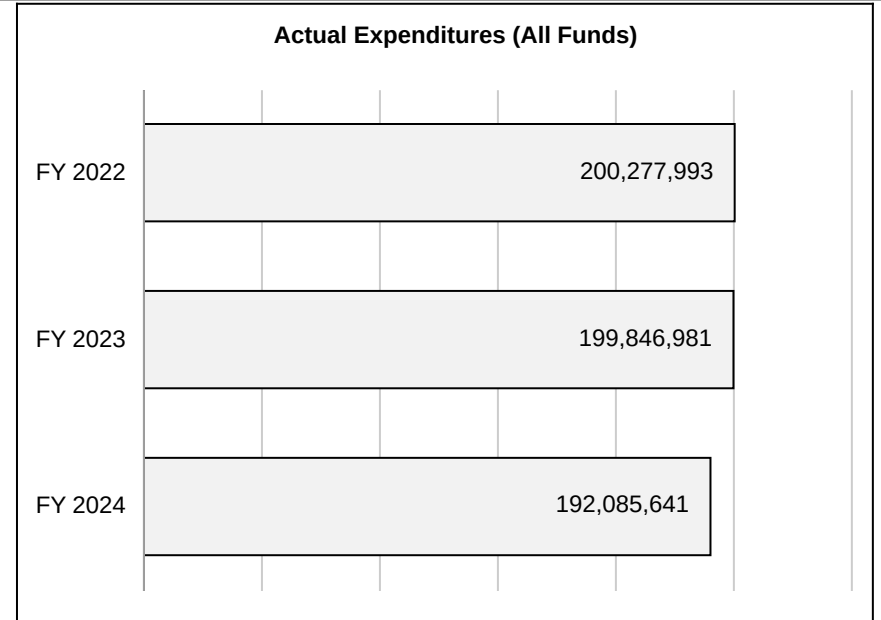 Actual Expenditures (All Funds)
FY 2022 200,277,993
FY 2023 199,846,981
FY 2024 192,085,641